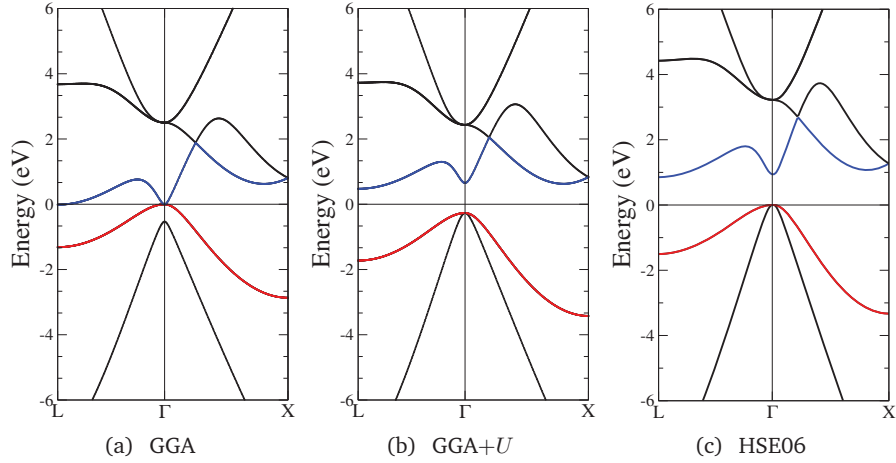 6
4
2
0
-2
-4
-6
Energy (eV)
L
Γ
X
(a) GGA
6
4
2
0
-2
-4
-6
Energy (eV)
L
Γ
X
(b) GGA+U
6
4
2
0
-2
-4
-6
Energy (eV)
L
Γ
X
(c) HSE06